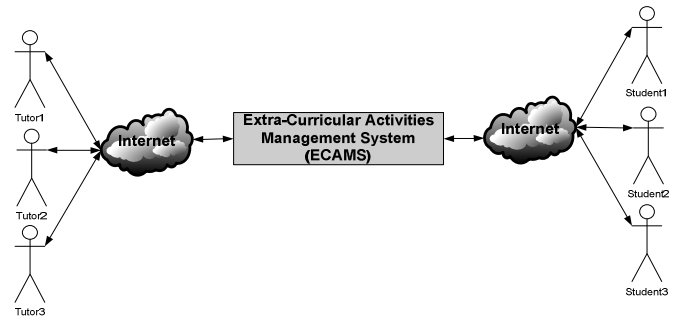 Tutor1
Tutor2
Tutor3
Internet
Extra-Curricular Activities
Management System
(ECAMS)
Internet
Student1
Student2
Student3